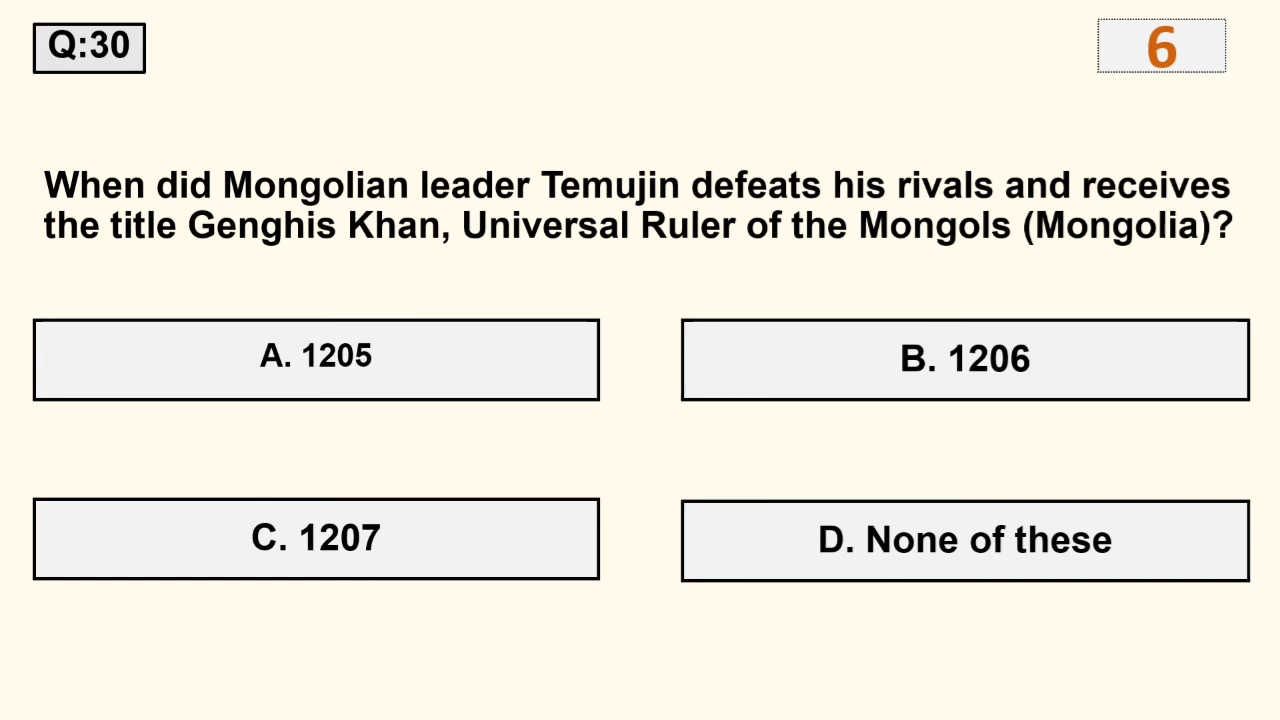 Q:30
6
When did Mongolian leader Temujin defeats his rivals and receives
the title Genghis Khan, Universal Ruler of the Mongols (Mongolia)?
A. 1205
B. 1206
C. 1207
D. None of these